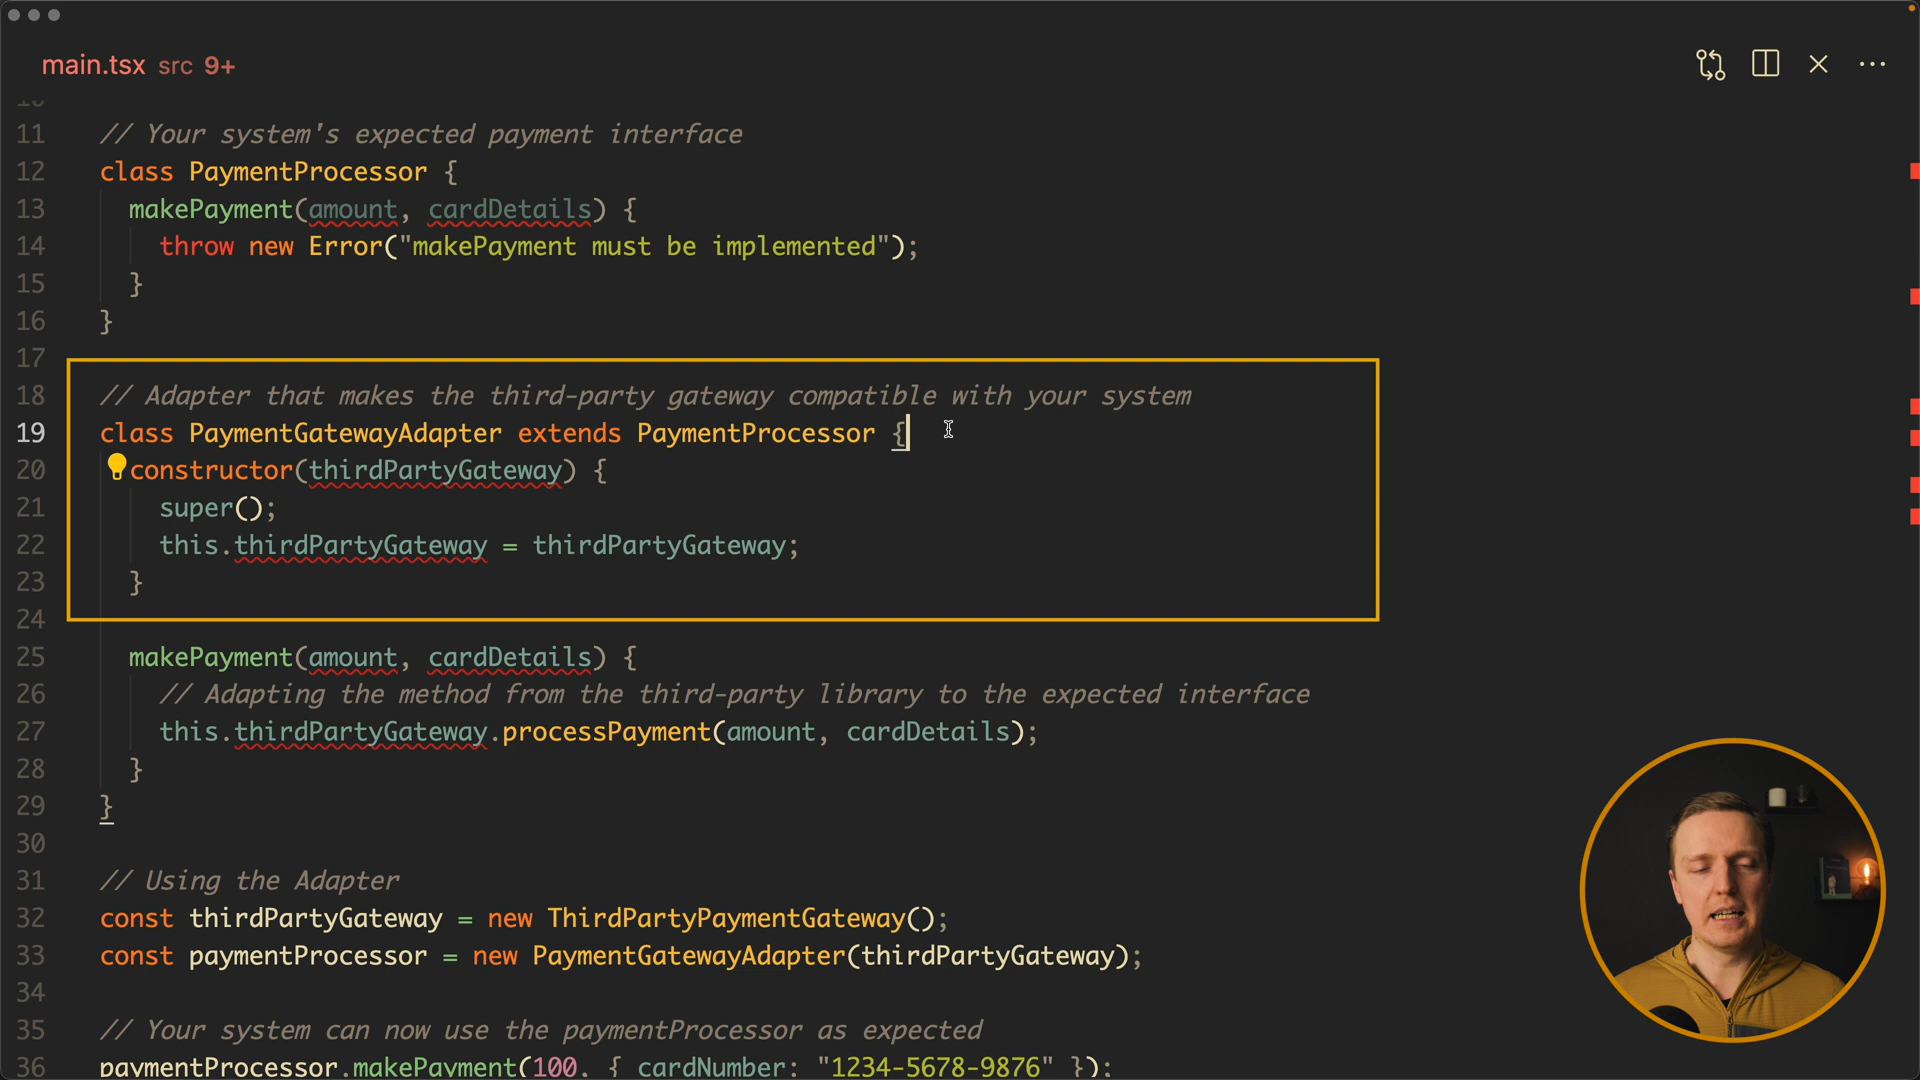 main.tsx src 9+
11 // Your system's expected payment interface
12 class PaymentProcessor {
13 makePayment(amount, cardDetails) {
14 throw new Error("makePayment must be implemented");
15 }
16 }
17
18 // Adapter that makes the third-party gateway compatible with your system
19 class PaymentGatewayAdapter extends PaymentProcessor {
20 constructor(thirdPartyGateway) {
21 super();
22 this.thirdPartyGateway = thirdPartyGateway;
23 }
24
25 makePayment(amount, cardDetails) {
26 // Adapting the method from the third-party library to the expected interface
27 this.thirdPartyGateway.processPayment(amount, cardDetails);
28 }
29 }
30
31 // Using the Adapter
32 const thirdPartyGateway = new ThirdPartyPaymentGateway();
33 const paymentProcessor = new PaymentGatewayAdapter(thirdPartyGateway);
34
35 // Your system can now use the paymentProcessor as expected
36 paymentProcessor.makePayment(100, { cardNumber: "1234-5678-9876" });